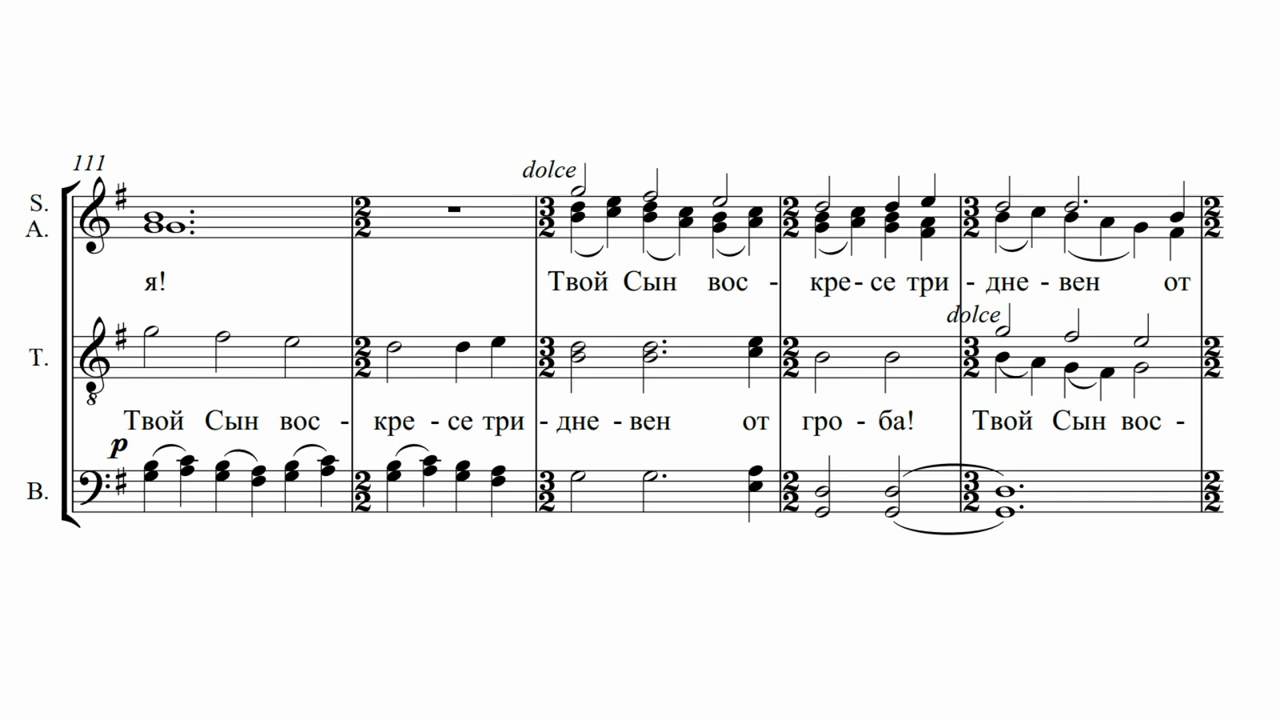 111
dolce
S.
A.
я!
Твой Сын вос - кре - се три - дне - вен от
dolce
T.
Твой Сын вос - кре - се три - дне - вен от гро - ба! Твой Сын вос -
p
B.